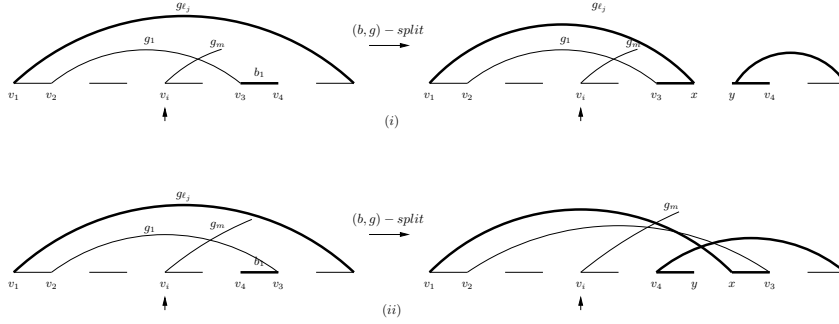 g_{ℓ_j} (b, g) − split g_{ℓ_j}
g_1 g_m g_1 g_m
b_1
v_1 v_2 v_i v_3 v_4 v_1 v_2 v_i v_3 x y v_4
(i)
g_{ℓ_j} (b, g) − split
g_1 g_m g_m
b_1
v_1 v_2 v_i v_4 v_3 v_1 v_2 v_i v_4 y x v_3
(ii)